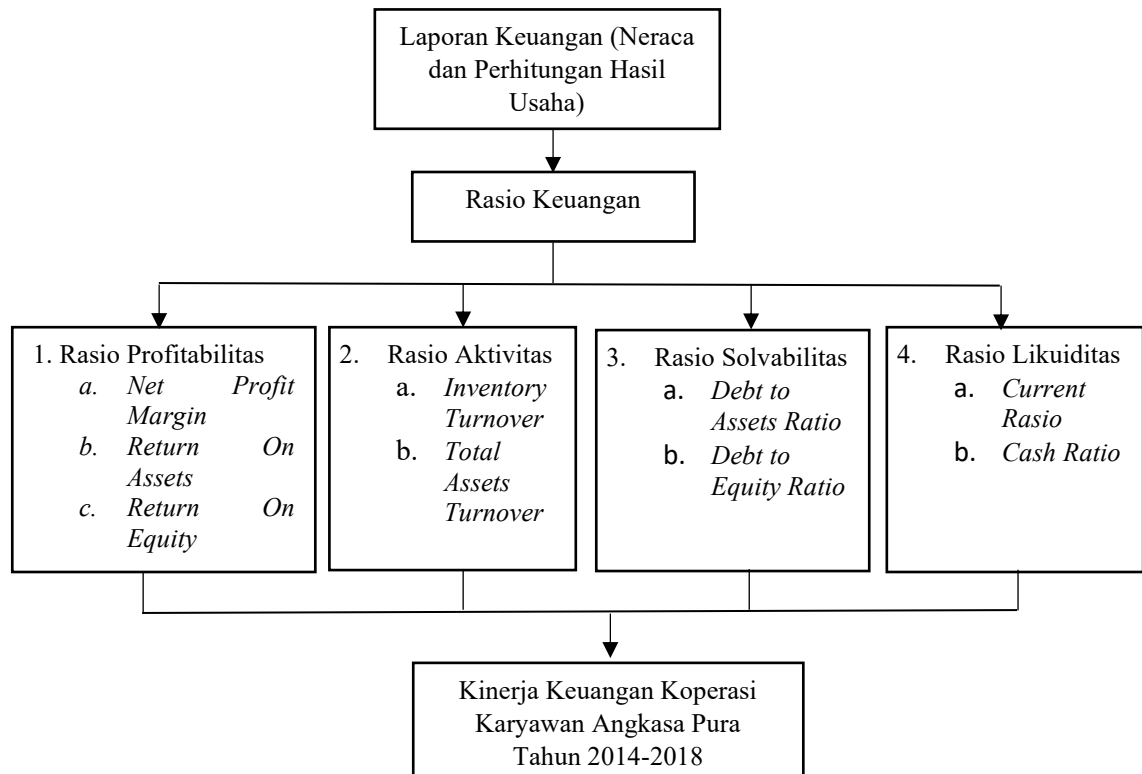 Laporan Keuangan (Neraca
dan Perhitungan Hasil
Usaha)
Rasio Keuangan
1. Rasio Profitabilitas
a. Net Profit
Margin
b. Return On
Assets
c. Return On
Equity
2. Rasio Aktivitas
a. Inventory
Turnover
b. Total
Assets
Turnover
3. Rasio Solvabilitas
a. Debt to
Assets Ratio
b. Debt to
Equity Ratio
4. Rasio Likuiditas
a. Current
Rasio
b. Cash Ratio
Kinerja Keuangan Koperasi
Karyawan Angkasa Pura
Tahun 2014-2018